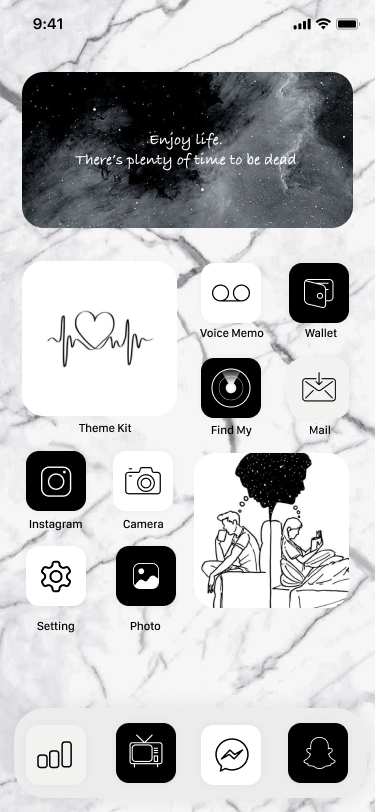 9:41
Enjoy life.
There's plenty of time to be dead
Voice Memo
Wallet
Theme Kit
Find My
Mail
Instagram
Camera
Setting
Photo